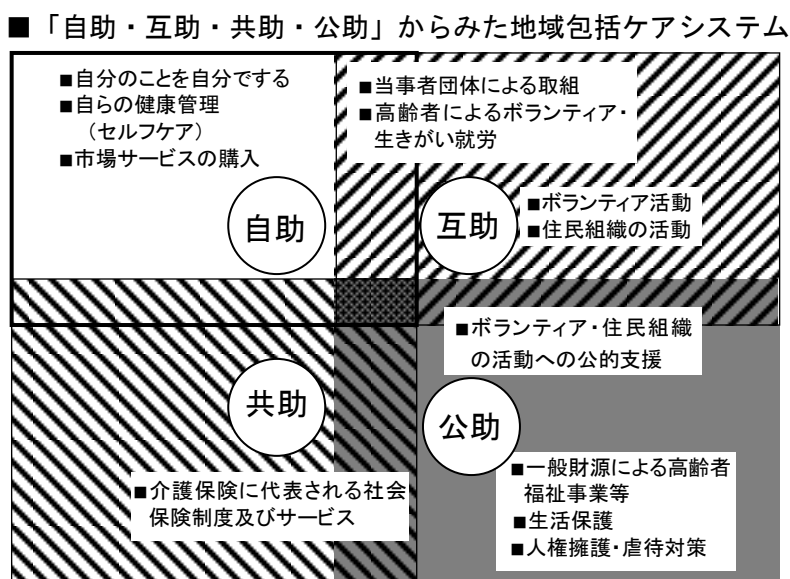 ■「自助・互助・共助・公助」からみた地域包括ケアシステム
■自分のことを自分でする
■自らの健康管理
(セルフケア)
■市場サービスの購入
■当事者団体による取組
■高齢者によるボランティア・
生きがい就労
自助
互助
■ボランティア活動
■住民組織の活動
■ボランティア・住民組織
の活動への公的支援
共助
公助
■介護保険に代表される社会
保険制度及びサービス
■一般財源による高齢者
福祉事業等
■生活保護
■人権擁護・虐待対策